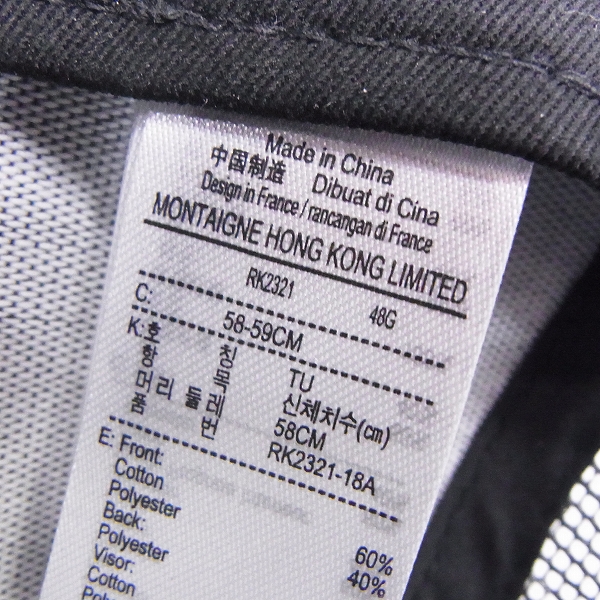 Made in China
中国制造 Dibuat di Cina
Design in France / rancangan di France
MONTAIGNE HONG KONG LIMITED
RK2321 48G
C: 58-59CM
K: 호 칭 TU
항 목 신체치수(cm)
머리 둘레 58CM
품 번 RK2321-18A
E: Front:
Cotton 60%
Polyester 40%
Back:
Polyester
Visor:
Cotton